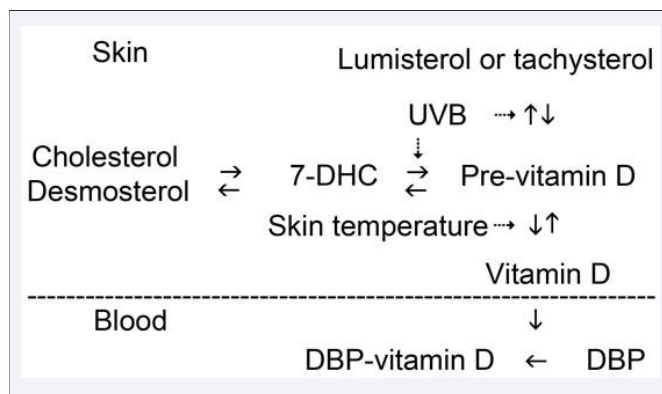 Skin
Lumisterol or tachysterol
UVB ⇢ ↑↓
⇣
Cholesterol
Desmosterol ⇄ 7-DHC ⇄ Pre-vitamin D
Skin temperature ⇢ ↓↑
Vitamin D
Blood ↓
DBP-vitamin D ← DBP